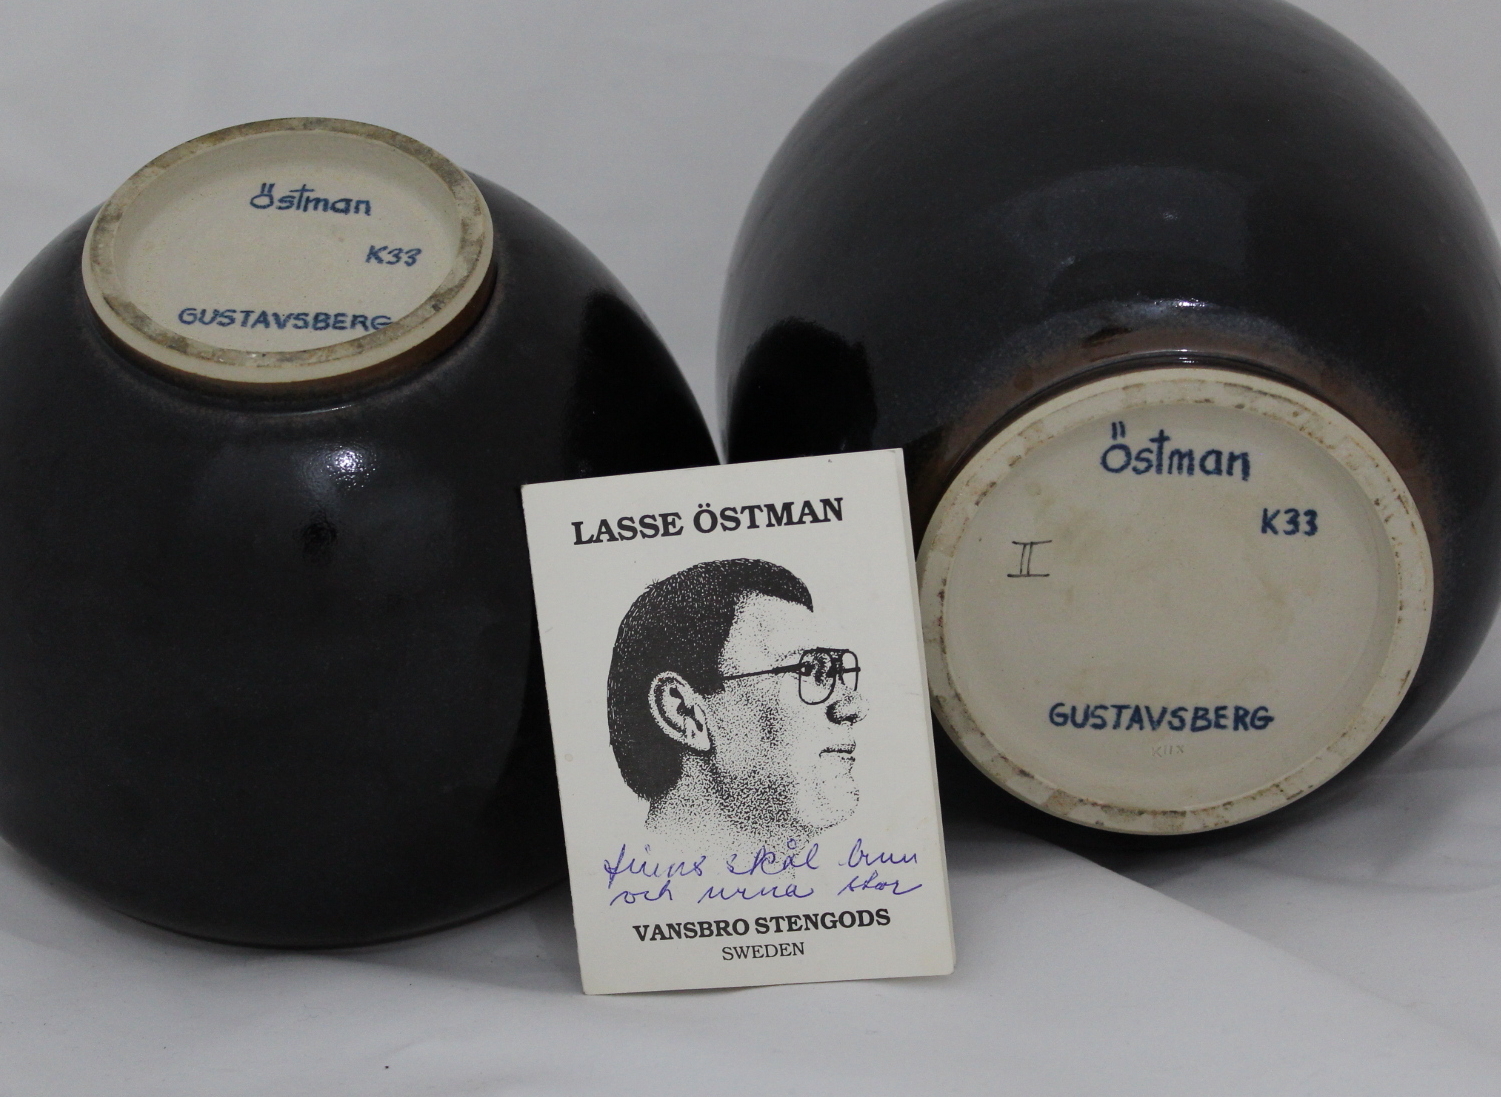 Östman
K33
GUSTAVSBERG
Östman
K33
II
GUSTAVSBERG
LASSE ÖSTMAN
finns skål brun
och urna stor
VANSBRO STENGODS
SWEDEN